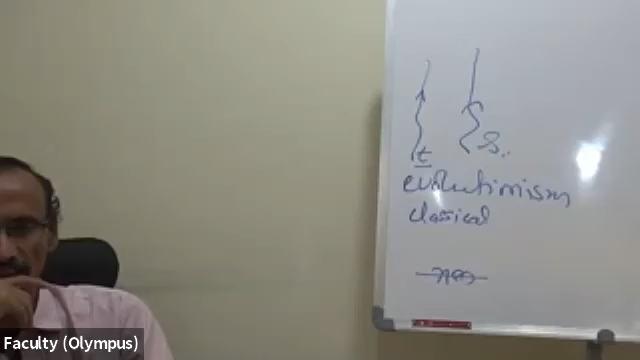 t S.
evolutionism
classical
Faculty (Olympus)